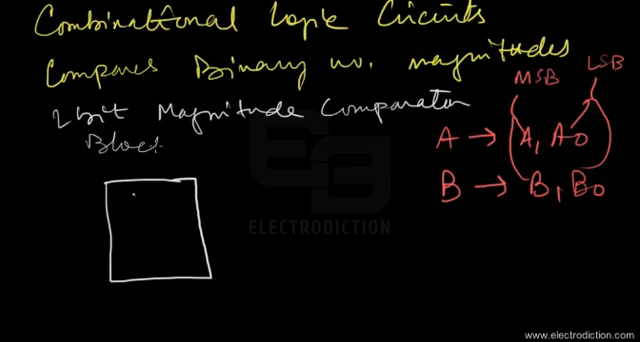 Combinational Logic Circuits
Compares Binary no. magnitudes
MSB LSB
2 bit Magnitude Comparator
A → A1 A0
Block
B → B1 B0
ELECTRODICTION
www.electrodiction.com